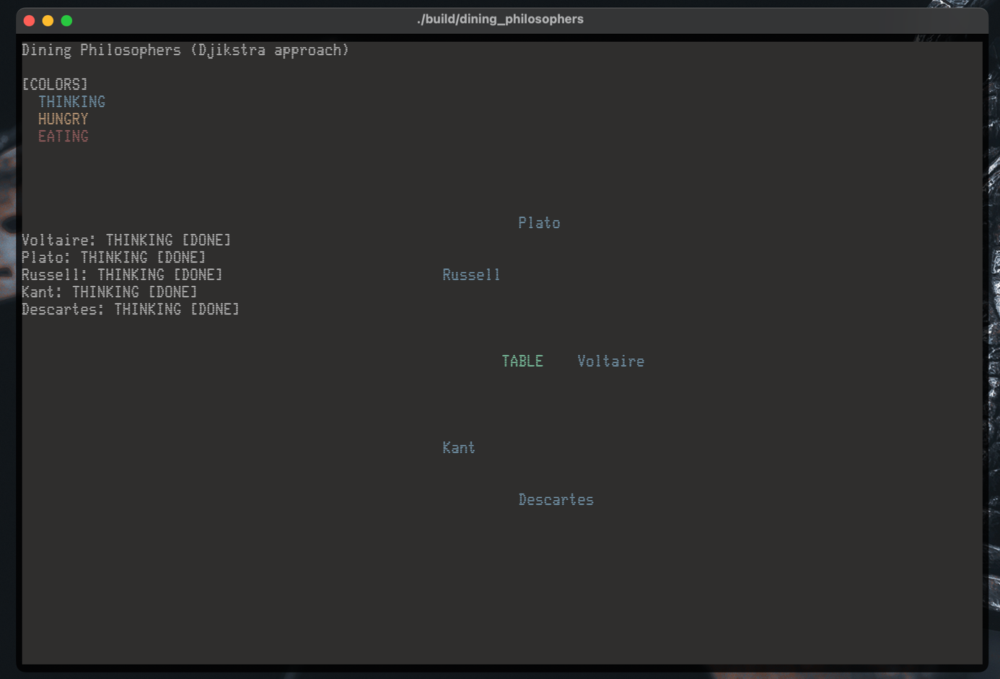 ./build/dining_philosophers
Dining Philosophers (Djikstra approach)
[COLORS]
THINKING
HUNGRY
EATING
Plato
Voltaire: THINKING [DONE]
Plato: THINKING [DONE]
Russell: THINKING [DONE] Russell
Kant: THINKING [DONE]
Descartes: THINKING [DONE]
TABLE Voltaire
Kant
Descartes